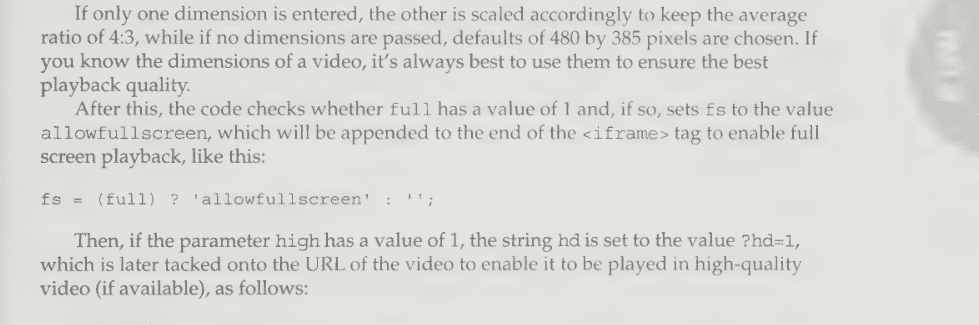 If only one dimension is entered, the other is scaled accordingly to keep the average
ratio of 4:3, while if no dimensions are passed, defaults of 480 by 385 pixels are chosen. If
you know the dimensions of a video, it's always best to use them to ensure the best
playback quality.
After this, the code checks whether full has a value of 1 and, if so, sets fs to the value
allowfullscreen, which will be appended to the end of the <iframe> tag to enable full
screen playback, like this:
fs = (full) ? 'allowfullscreen' : '';
Then, if the parameter high has a value of 1, the string hd is set to the value ?hd=1,
which is later tacked onto the URL of the video to enable it to be played in high-quality
video (if available), as follows: